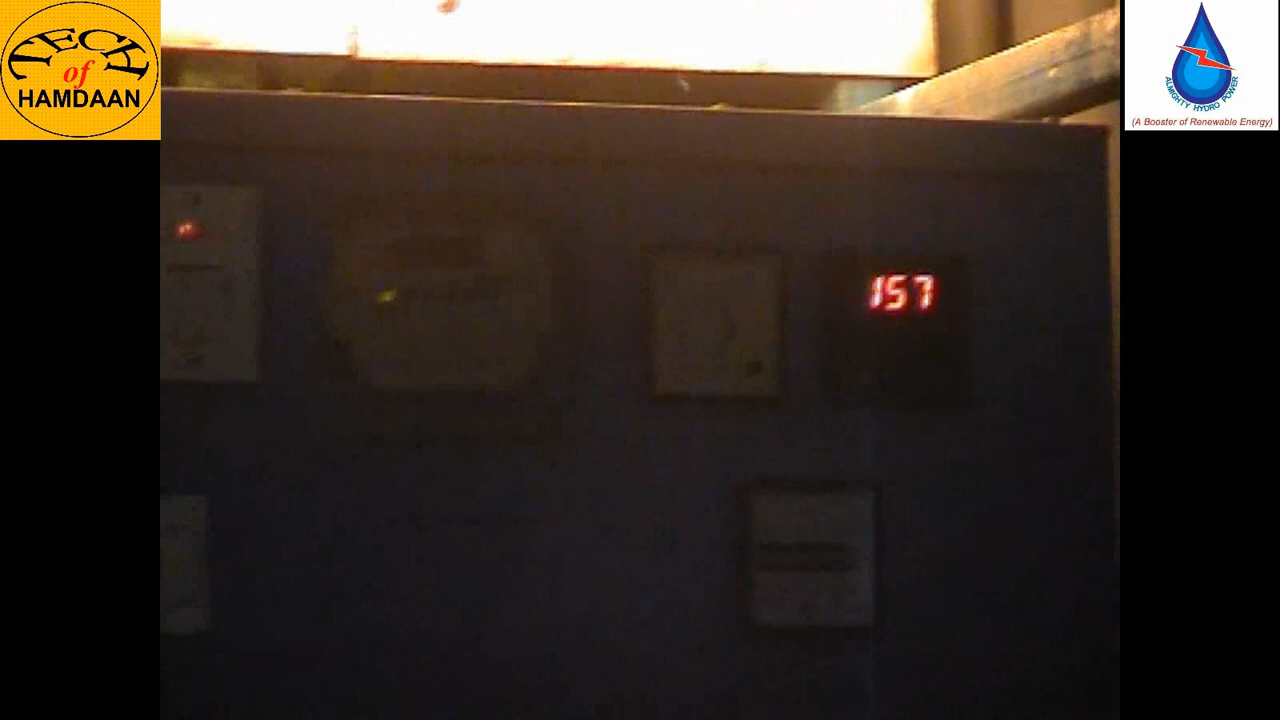 TECH
of
HAMDAAN
157
ALMIGHTY HYDRO POWER
(A Booster of Renewable Energy)